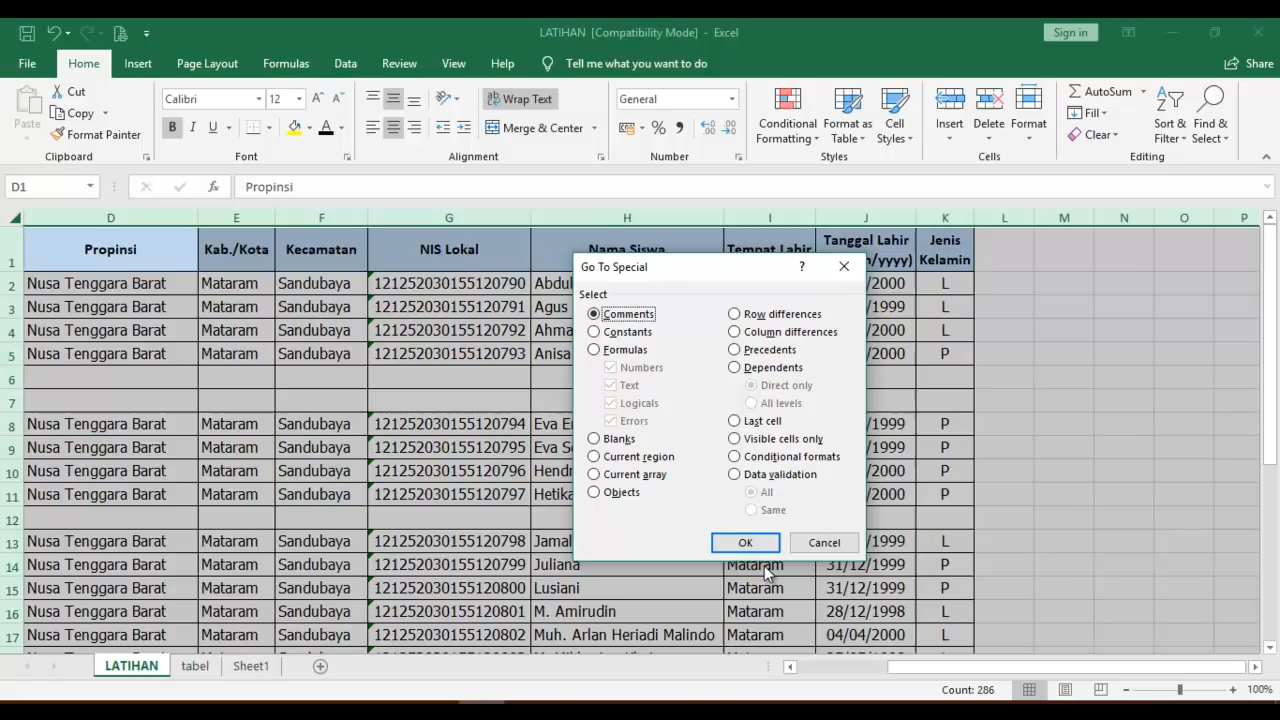 LATIHAN [Compatibility Mode] - Excel
Sign in
File Home Insert Page Layout Formulas Data Review View Help Tell me what you want to do Share
Paste
Cut
Copy
Format Painter
Clipboard
Calibri 12
B I U A
Font
Wrap Text
Merge & Center
Alignment
General
%
Number
Conditional Formatting
Format as Table
Cell Styles
Styles
Insert Delete Format
Cells
AutoSum
Fill
Clear
Sort & Filter
Find & Select
Editing
D1 fx Propinsi
D E F G H I J K L M N O P
1 Propinsi Kab./Kota Kecamatan NIS Lokal Nama Siswa Tempat Lahir Tanggal Lahir /yyyy) Jenis Kelamin
2 Nusa Tenggara Barat Mataram Sandubaya 121252030155120790 Abdul /2000 L
3 Nusa Tenggara Barat Mataram Sandubaya 121252030155120791 Agus /1999 L
4 Nusa Tenggara Barat Mataram Sandubaya 121252030155120792 Ahma /2000 L
5 Nusa Tenggara Barat Mataram Sandubaya 121252030155120793 Anisa /2000 P
6
7
8 Nusa Tenggara Barat Mataram Sandubaya 121252030155120794 Eva E /1999 P
9 Nusa Tenggara Barat Mataram Sandubaya 121252030155120795 Eva S /1999 P
10 Nusa Tenggara Barat Mataram Sandubaya 121252030155120796 Hendr /2000 P
11 Nusa Tenggara Barat Mataram Sandubaya 121252030155120797 Hetika /2000 P
12
13 Nusa Tenggara Barat Mataram Sandubaya 121252030155120798 Jamal /1999 L
14 Nusa Tenggara Barat Mataram Sandubaya 121252030155120799 Juliana Mataram 31/12/1999 P
15 Nusa Tenggara Barat Mataram Sandubaya 121252030155120800 Lusiani Mataram 31/12/1999 P
16 Nusa Tenggara Barat Mataram Sandubaya 121252030155120801 M. Amirudin Mataram 28/12/1998 L
17 Nusa Tenggara Barat Mataram Sandubaya 121252030155120802 Muh. Arlan Heriadi Malindo Mataram 04/04/2000 L
Go To Special ?
Select
Comments
Constants
Formulas
Numbers
Text
Logicals
Errors
Blanks
Current region
Current array
Objects
Row differences
Column differences
Precedents
Dependents
Direct only
All levels
Last cell
Visible cells only
Conditional formats
Data validation
All
Same
OK Cancel
LATIHAN tabel Sheet1
Count: 286 100%